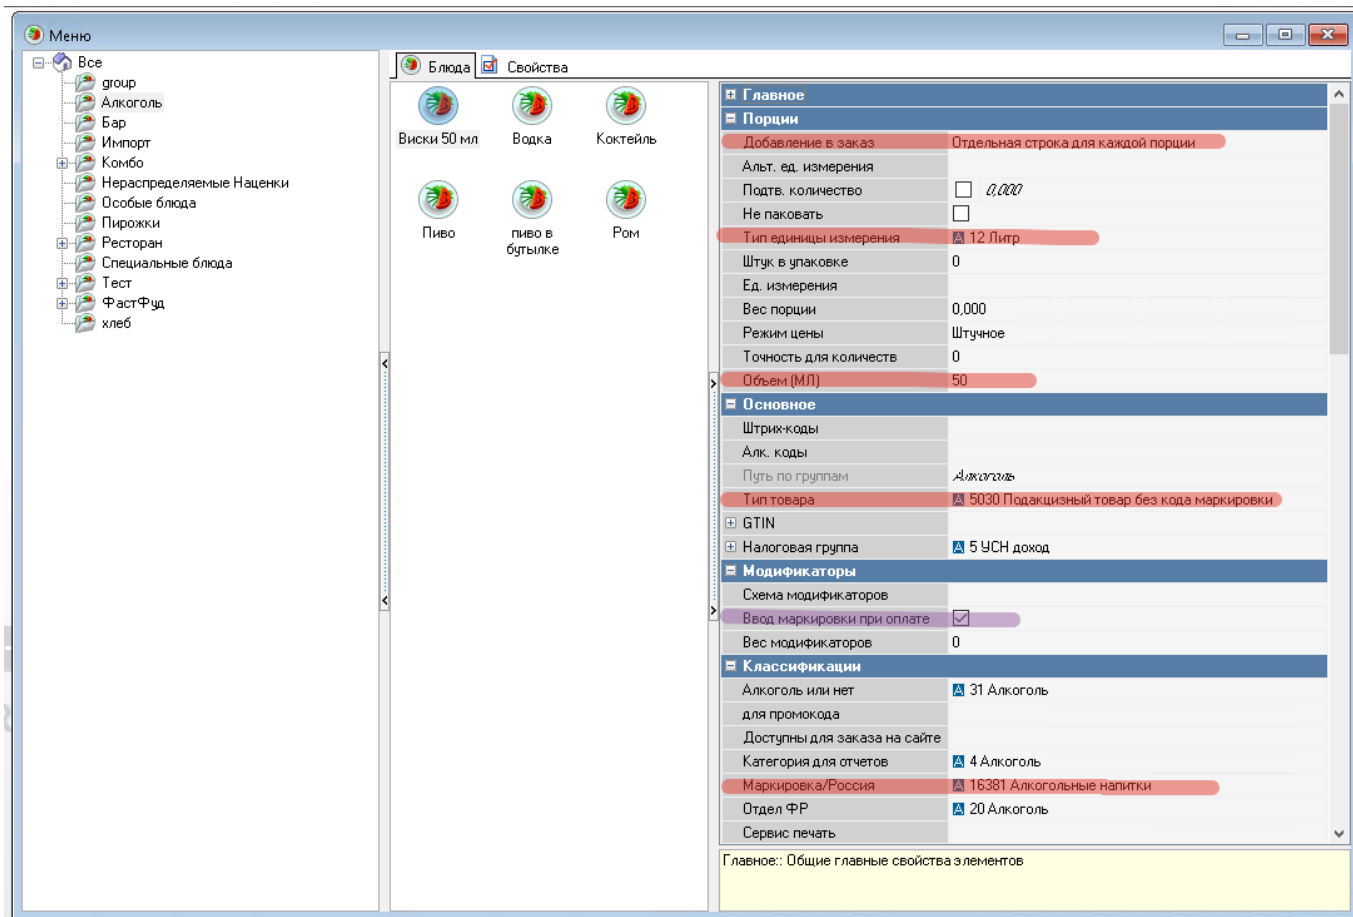 Меню
Все
group
Алкоголь
Бар
Импорт
Комбо
Нераспределяемые Наценки
Особые блюда
Пирожки
Ресторан
Специальные блюда
Тест
ФастФуд
хлеб
Блюда Свойства
Виски 50 мл Водка Коктейль
Пиво пиво в бутылке Ром
Главное
Порции
Добавление в заказ Отдельная строка для каждой порции
Альт. ед. измерения
Подтв. количество 0,000
Не паковать
Тип единицы измерения A 12 Литр
Штук в упаковке 0
Ед. измерения
Вес порции 0,000
Режим цены Штучное
Точность для количеств 0
Объем (МЛ) 50
Основное
Штрих-коды
Алк. коды
Путь по группам Алкоголь
Тип товара A 5030 Подакцизный товар без кода маркировки
GTIN
Налоговая группа A 5 УСН доход
Модификаторы
Схема модификаторов
Ввод маркировки при оплате
Вес модификаторов 0
Классификации
Алкоголь или нет A 31 Алкоголь
для промокода
Доступны для заказа на сайте
Категория для отчетов A 4 Алкоголь
Маркировка/Россия A 16381 Алкогольные напитки
Отдел ФР A 20 Алкоголь
Сервис печать
Главное:: Общие главные свойства элементов